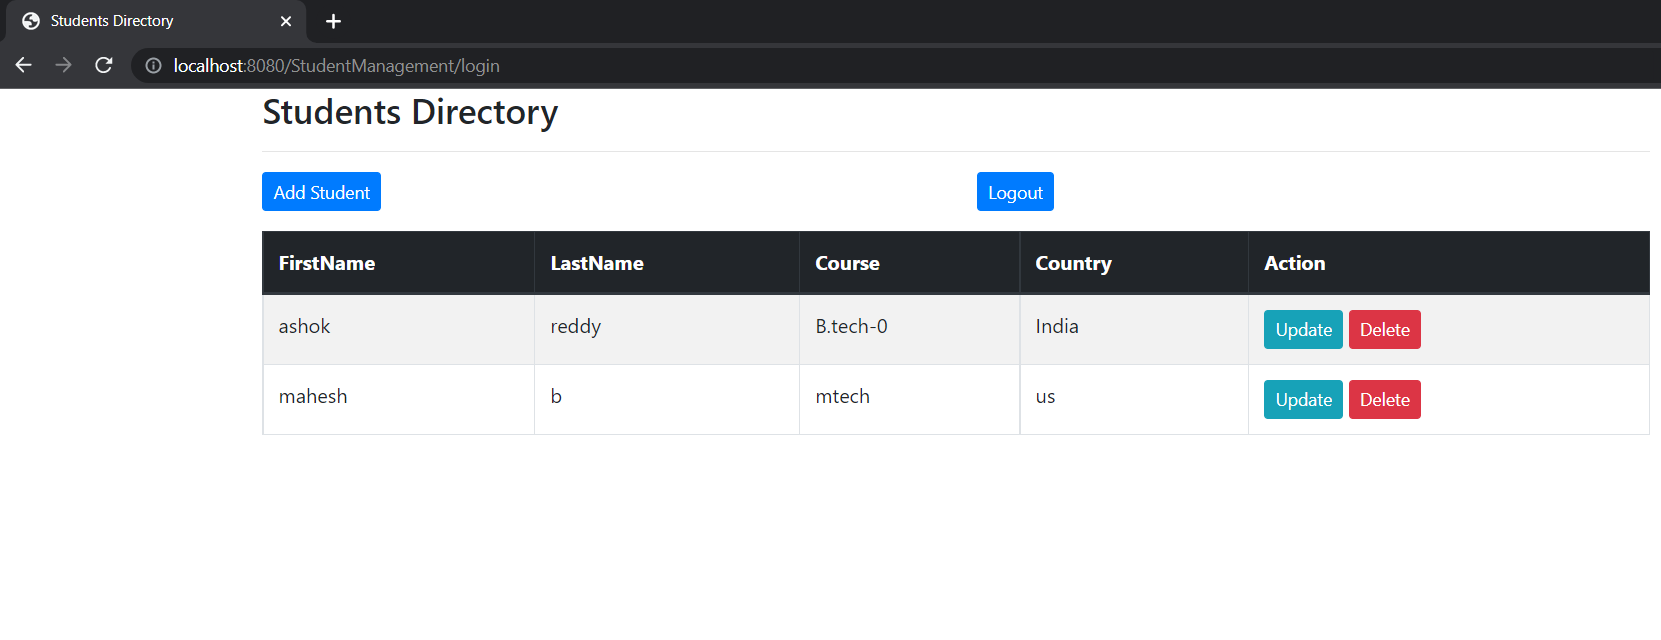 Students Directory
localhost:8080/StudentManagement/login
Students Directory
Add Student Logout
FirstName LastName Course Country Action
ashok reddy B.tech-0 India Update Delete
mahesh b mtech us Update Delete